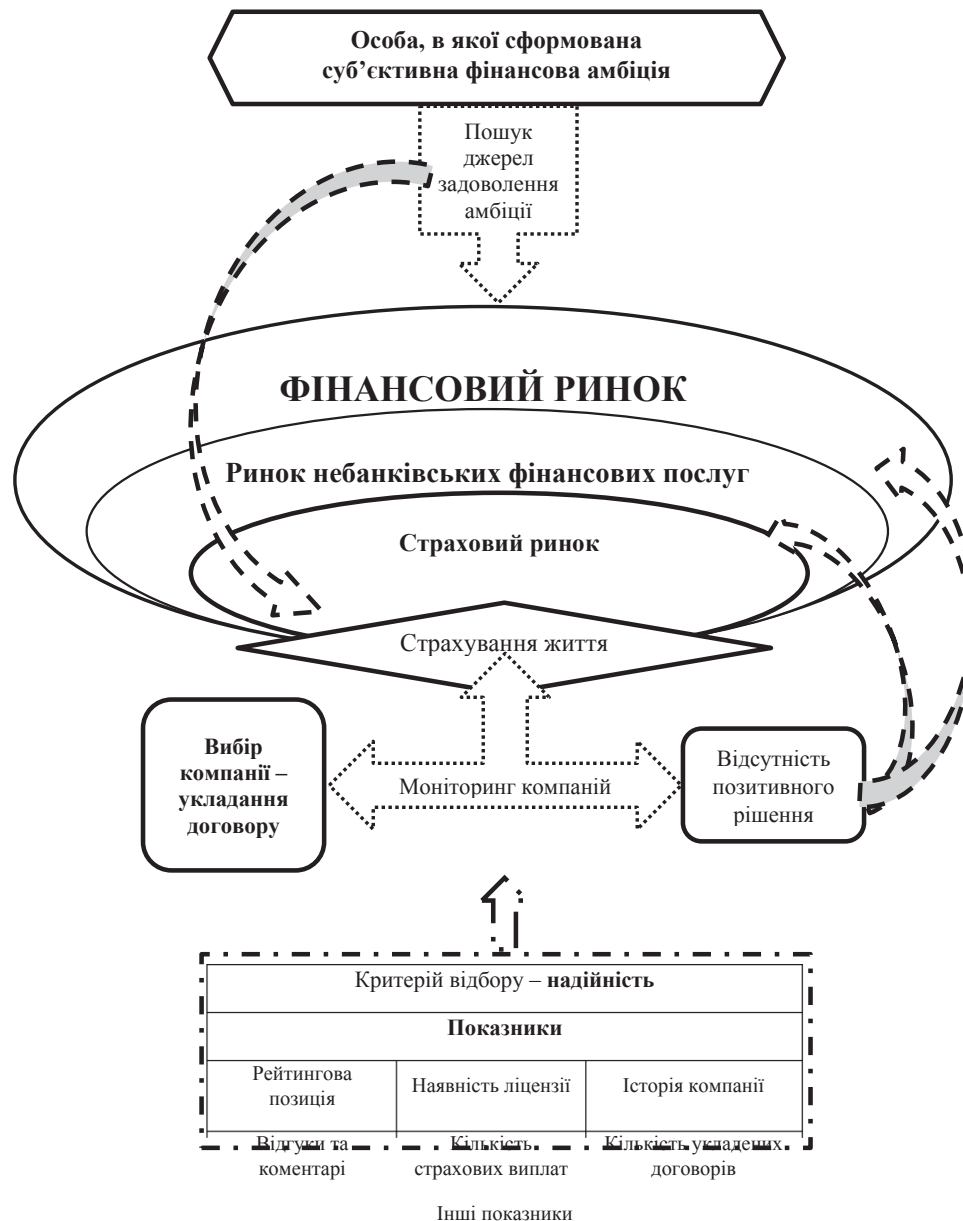 Особа, в якої сформована
суб’єктивна фінансова амбіція
Пошук
джерел
задоволення
амбіції
ФІНАНСОВИЙ РИНОК
Ринок небанківських фінансових послуг
Страховий ринок
Страхування життя
Вибір
компанії –
укладання
договору
Моніторинг компаній
Відсутність
позитивного
рішення
Критерій відбору – надійність
Показники
Рейтингова
позиція
Наявність ліцензії
Історія компанії
Відгуки та
коментарі
Кількість
страхових виплат
Кількість укладених
договорів
Інші показники